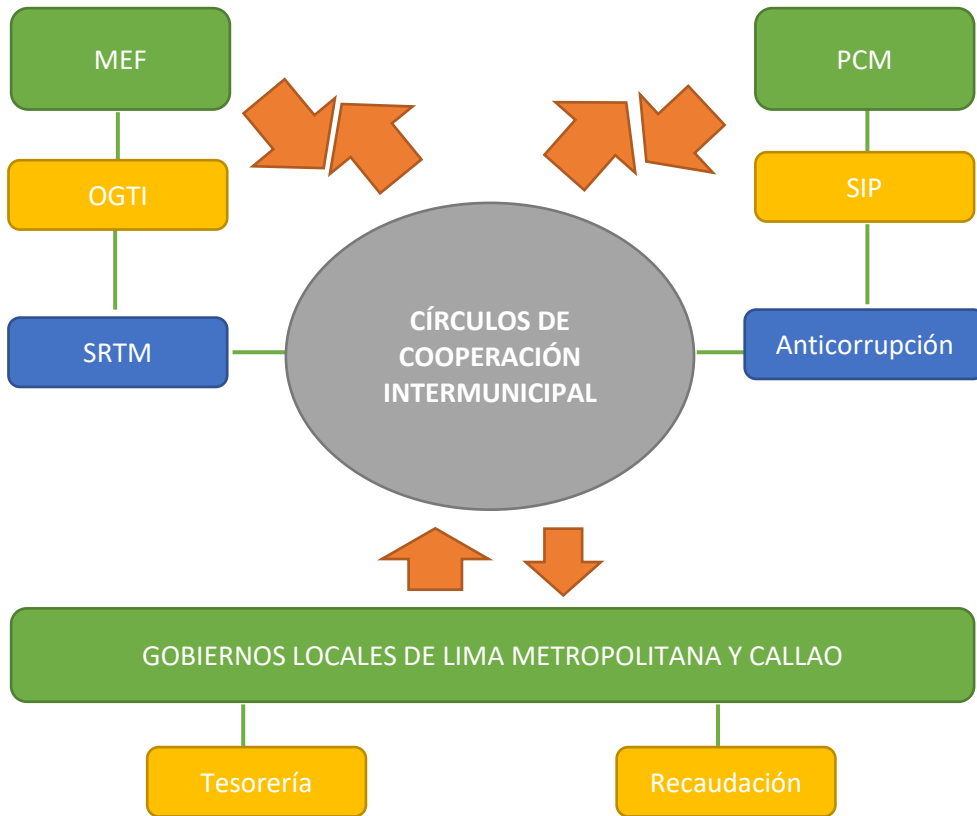 MEF
PCM
OGTI
SIP
SRTM
CÍRCULOS DE
COOPERACIÓN
INTERMUNICIPAL
Anticorrupción
GOBIERNOS LOCALES DE LIMA METROPOLITANA Y CALLAO
Tesorería
Recaudación